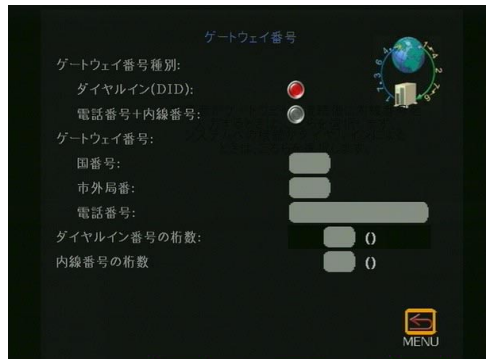 ゲートウェイ番号
ゲートウェイ番号種別:
ダイヤルイン(DID):
電話番号+内線番号:
ゲートウェイ番号:
国番号:
市外局番:
電話番号:
ダイヤルイン番号の桁数: ()
内線番号の桁数 ()
MENU